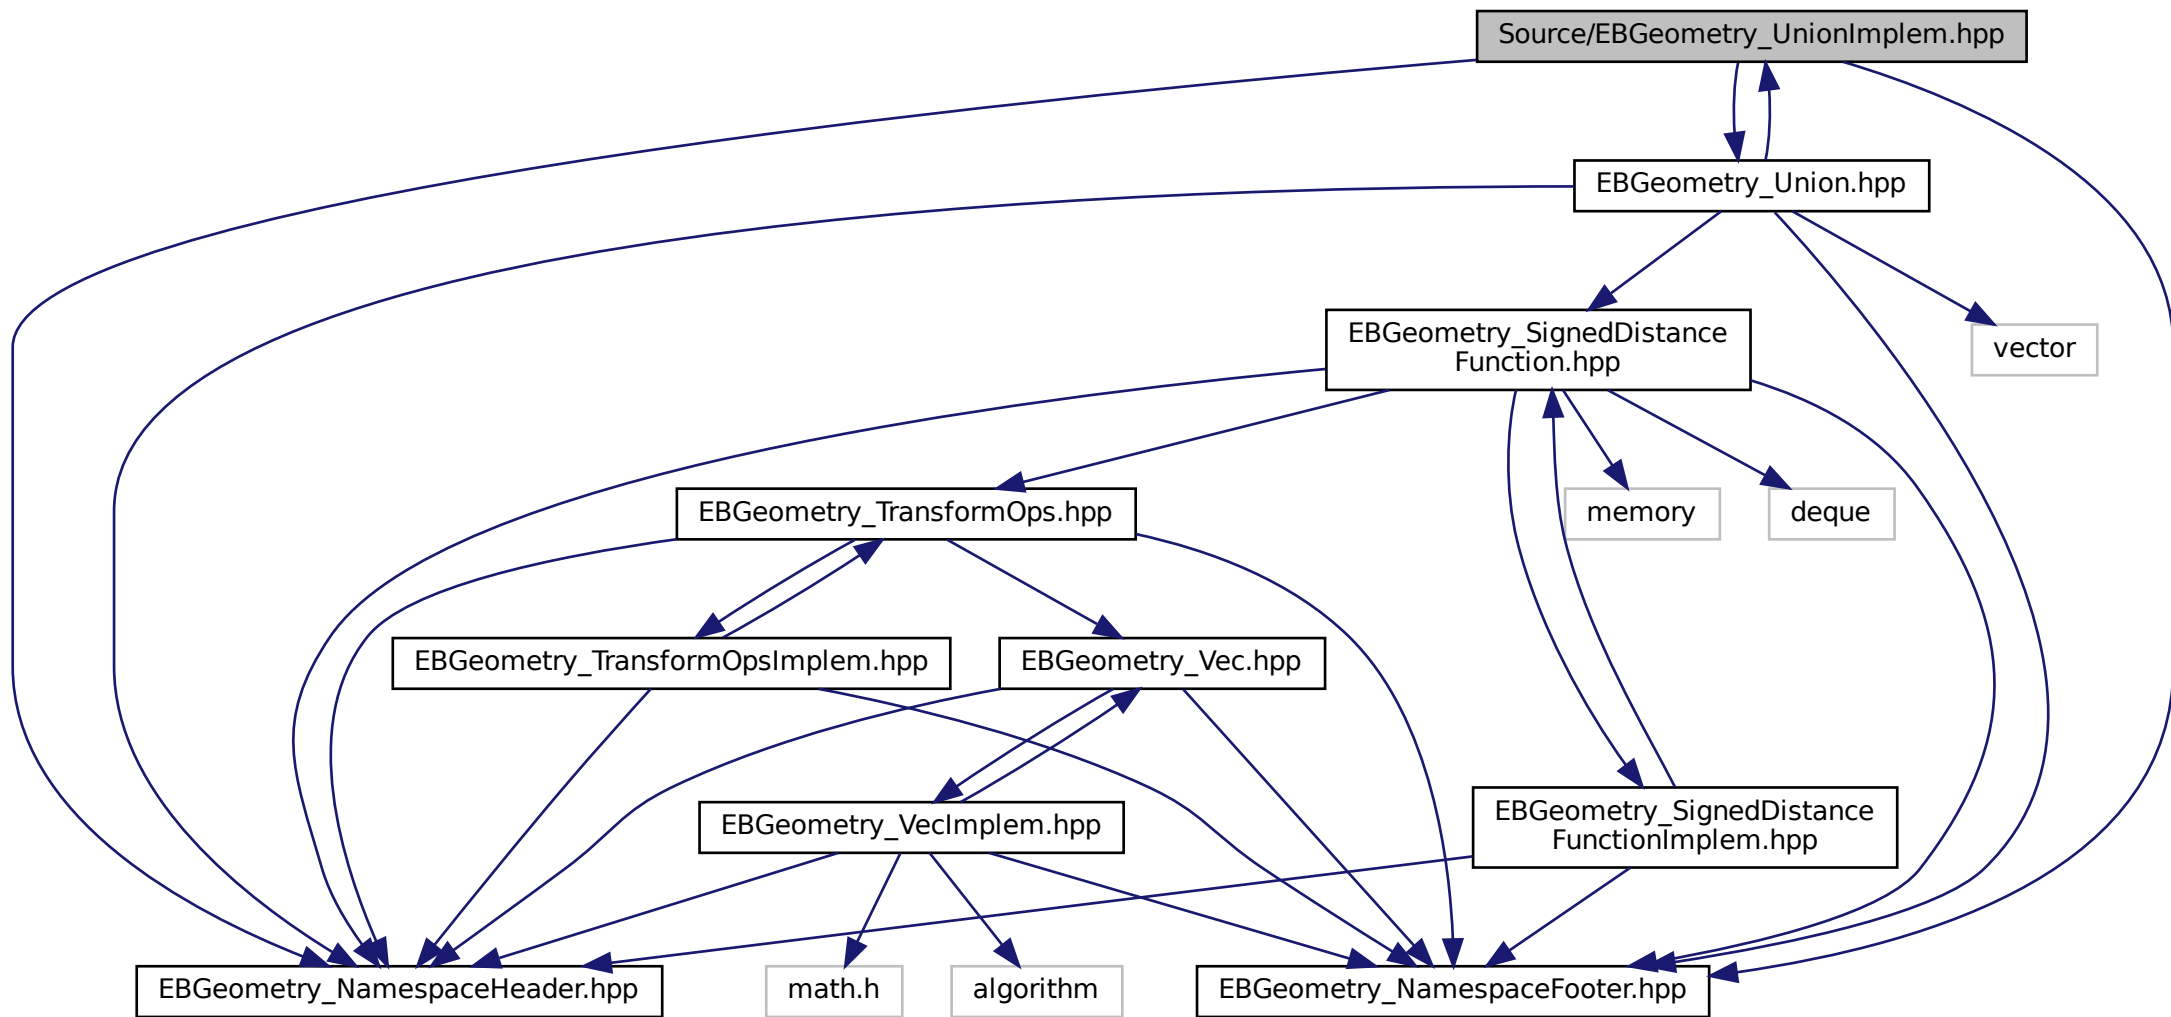 Source/EBGeometry_UnionImplem.hpp
EBGeometry_Union.hpp
EBGeometry_SignedDistance
Function.hpp
vector
EBGeometry_TransformOps.hpp
memory
deque
EBGeometry_TransformOpsImplem.hpp
EBGeometry_Vec.hpp
EBGeometry_VecImplem.hpp
EBGeometry_SignedDistance
FunctionImplem.hpp
EBGeometry_NamespaceHeader.hpp
math.h
algorithm
EBGeometry_NamespaceFooter.hpp